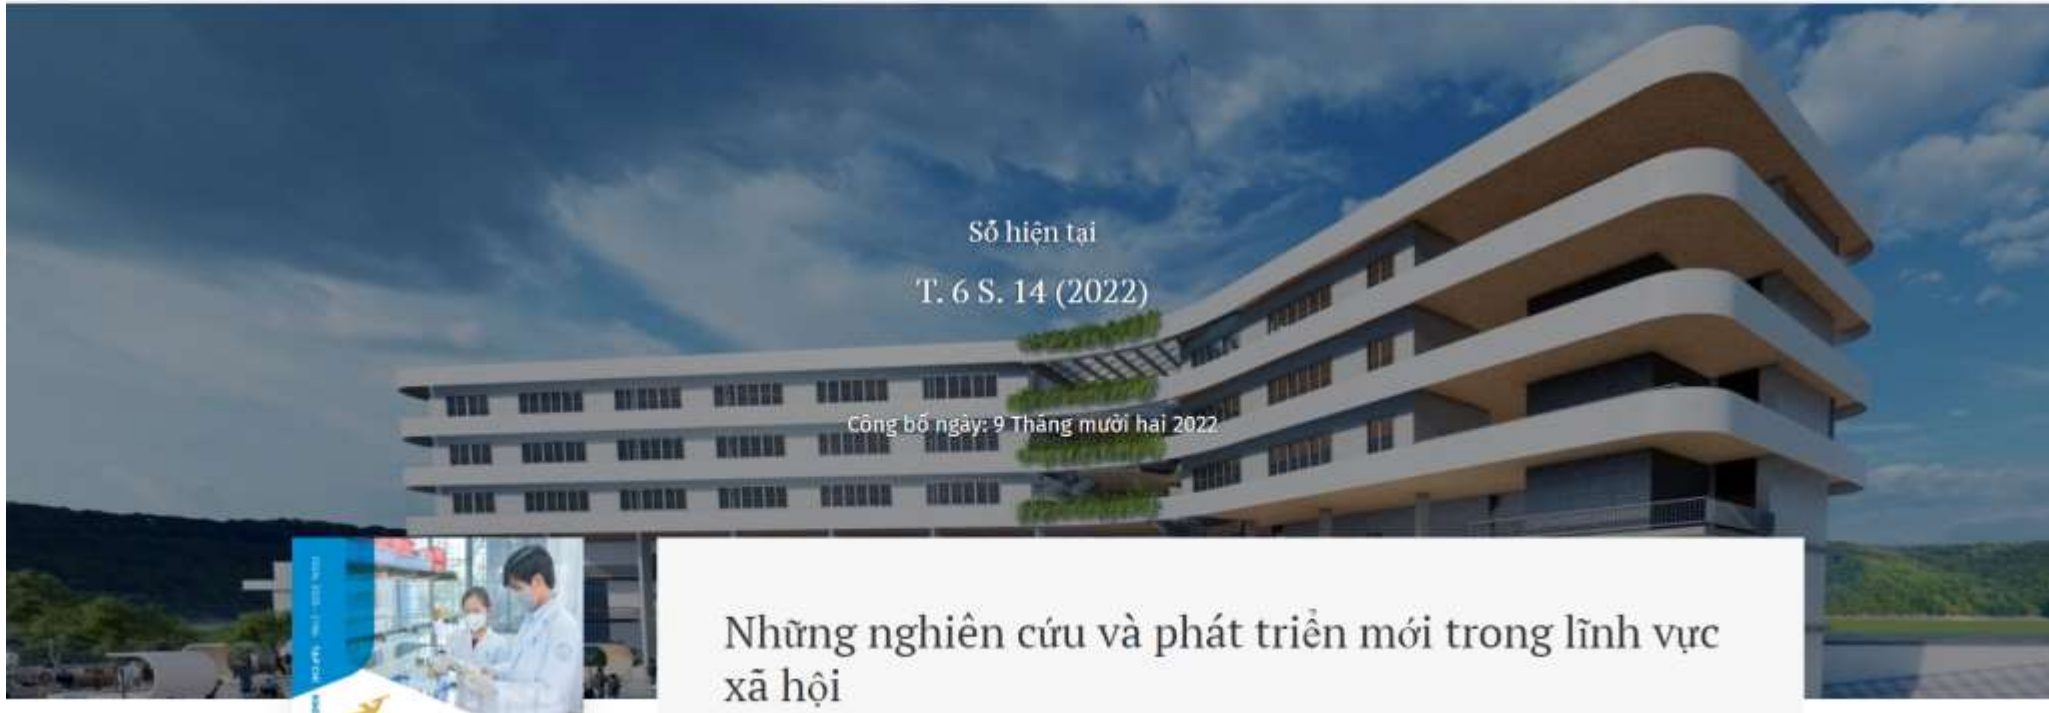 Số hiện tại
T. 6 S. 14 (2022)
Công bố ngày: 9 Tháng mười hai 2022
Những nghiên cứu và phát triển mới trong lĩnh vực
xã hội